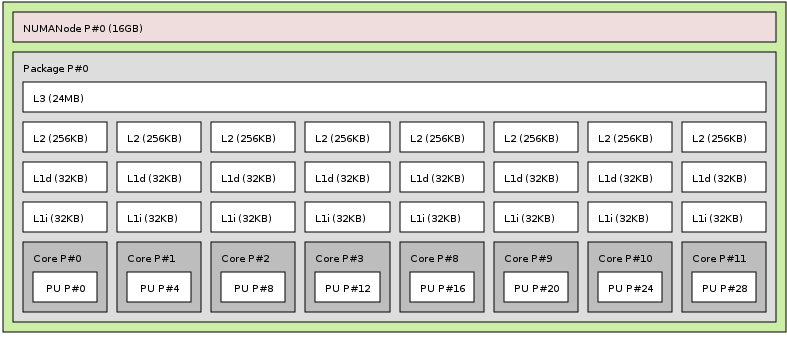 NUMANode P#0 (16GB)
Package P#0
L3 (24MB)
L2 (256KB) L2 (256KB) L2 (256KB) L2 (256KB) L2 (256KB) L2 (256KB) L2 (256KB) L2 (256KB)
L1d (32KB) L1d (32KB) L1d (32KB) L1d (32KB) L1d (32KB) L1d (32KB) L1d (32KB) L1d (32KB)
L1i (32KB) L1i (32KB) L1i (32KB) L1i (32KB) L1i (32KB) L1i (32KB) L1i (32KB) L1i (32KB)
Core P#0 Core P#1 Core P#2 Core P#3 Core P#8 Core P#9 Core P#10 Core P#11
PU P#0 PU P#4 PU P#8 PU P#12 PU P#16 PU P#20 PU P#24 PU P#28